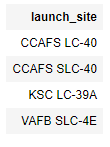 launch_site
CCAFS LC-40
CCAFS SLC-40
KSC LC-39A
VAFB SLC-4E